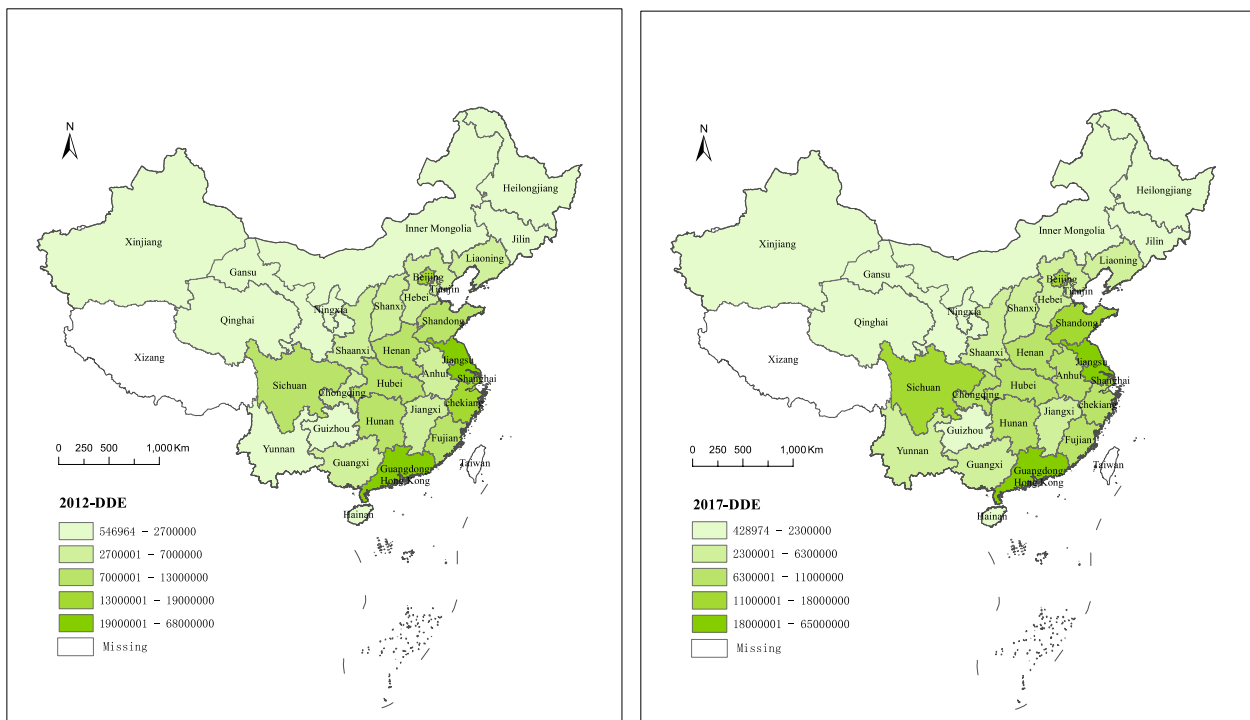 N
Heilongjiang
Jilin
Inner Mongolia
Liaoning
Xinjiang
Gansu
Beijing
Tianjin
Hebei
Ningxia
Shanxi
Shandong
Qinghai
Xizang
Shaanxi
Henan
Jiangsu
Anhui
Shanghai
Sichuan
Hubei
Chongqing
chekiang
Jiangxi
Hunan
Guizhou
Fujian
Yunnan
Guangxi
Guangdong
Hong Kong
Taiwan
Hainan
0 250 500 1,000 Km
2012-DDE
546964 - 2700000
2700001 - 7000000
7000001 - 13000000
13000001 - 19000000
19000001 - 68000000
Missing
N
Heilongjiang
Jilin
Inner Mongolia
Liaoning
Xinjiang
Gansu
Beijing
Tianjin
Hebei
Ningxia
Shanxi
Shandong
Qinghai
Xizang
Shaanxi
Henan
Jiangsu
Anhui
Shanghai
Sichuan
Hubei
Chongqing
chekiang
Jiangxi
Hunan
Guizhou
Fujian
Yunnan
Guangxi
Guangdong
Hong Kong
Taiwan
Hainan
0 250 500 1,000 Km
2017-DDE
428974 - 2300000
2300001 - 6300000
6300001 - 11000000
11000001 - 18000000
18000001 - 65000000
Missing